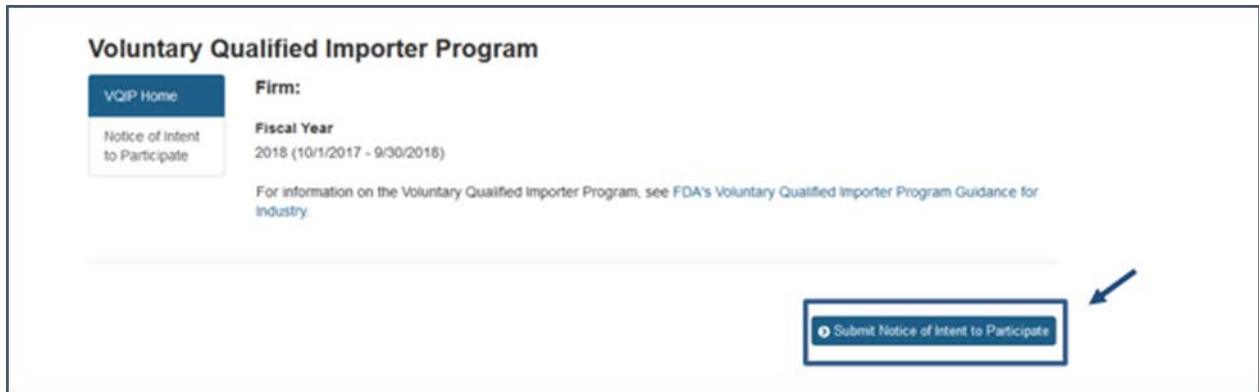 Voluntary Qualified Importer Program
VQIP Home
Notice of Intent
to Participate
Firm:
Fiscal Year
2018 (10/1/2017 - 9/30/2018)
For information on the Voluntary Qualified Importer Program, see FDA's Voluntary Qualified Importer Program Guidance for
Industry.
Submit Notice of Intent to Participate